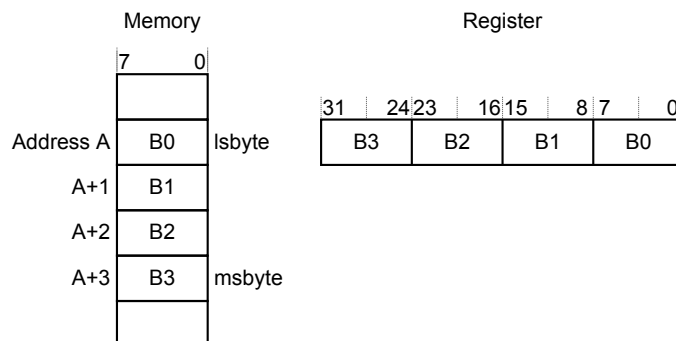 Memory Register
7 0
31 24 23 16 15 8 7 0
Address A B0 lsbyte B3 B2 B1 B0
A+1 B1
A+2 B2
A+3 B3 msbyte